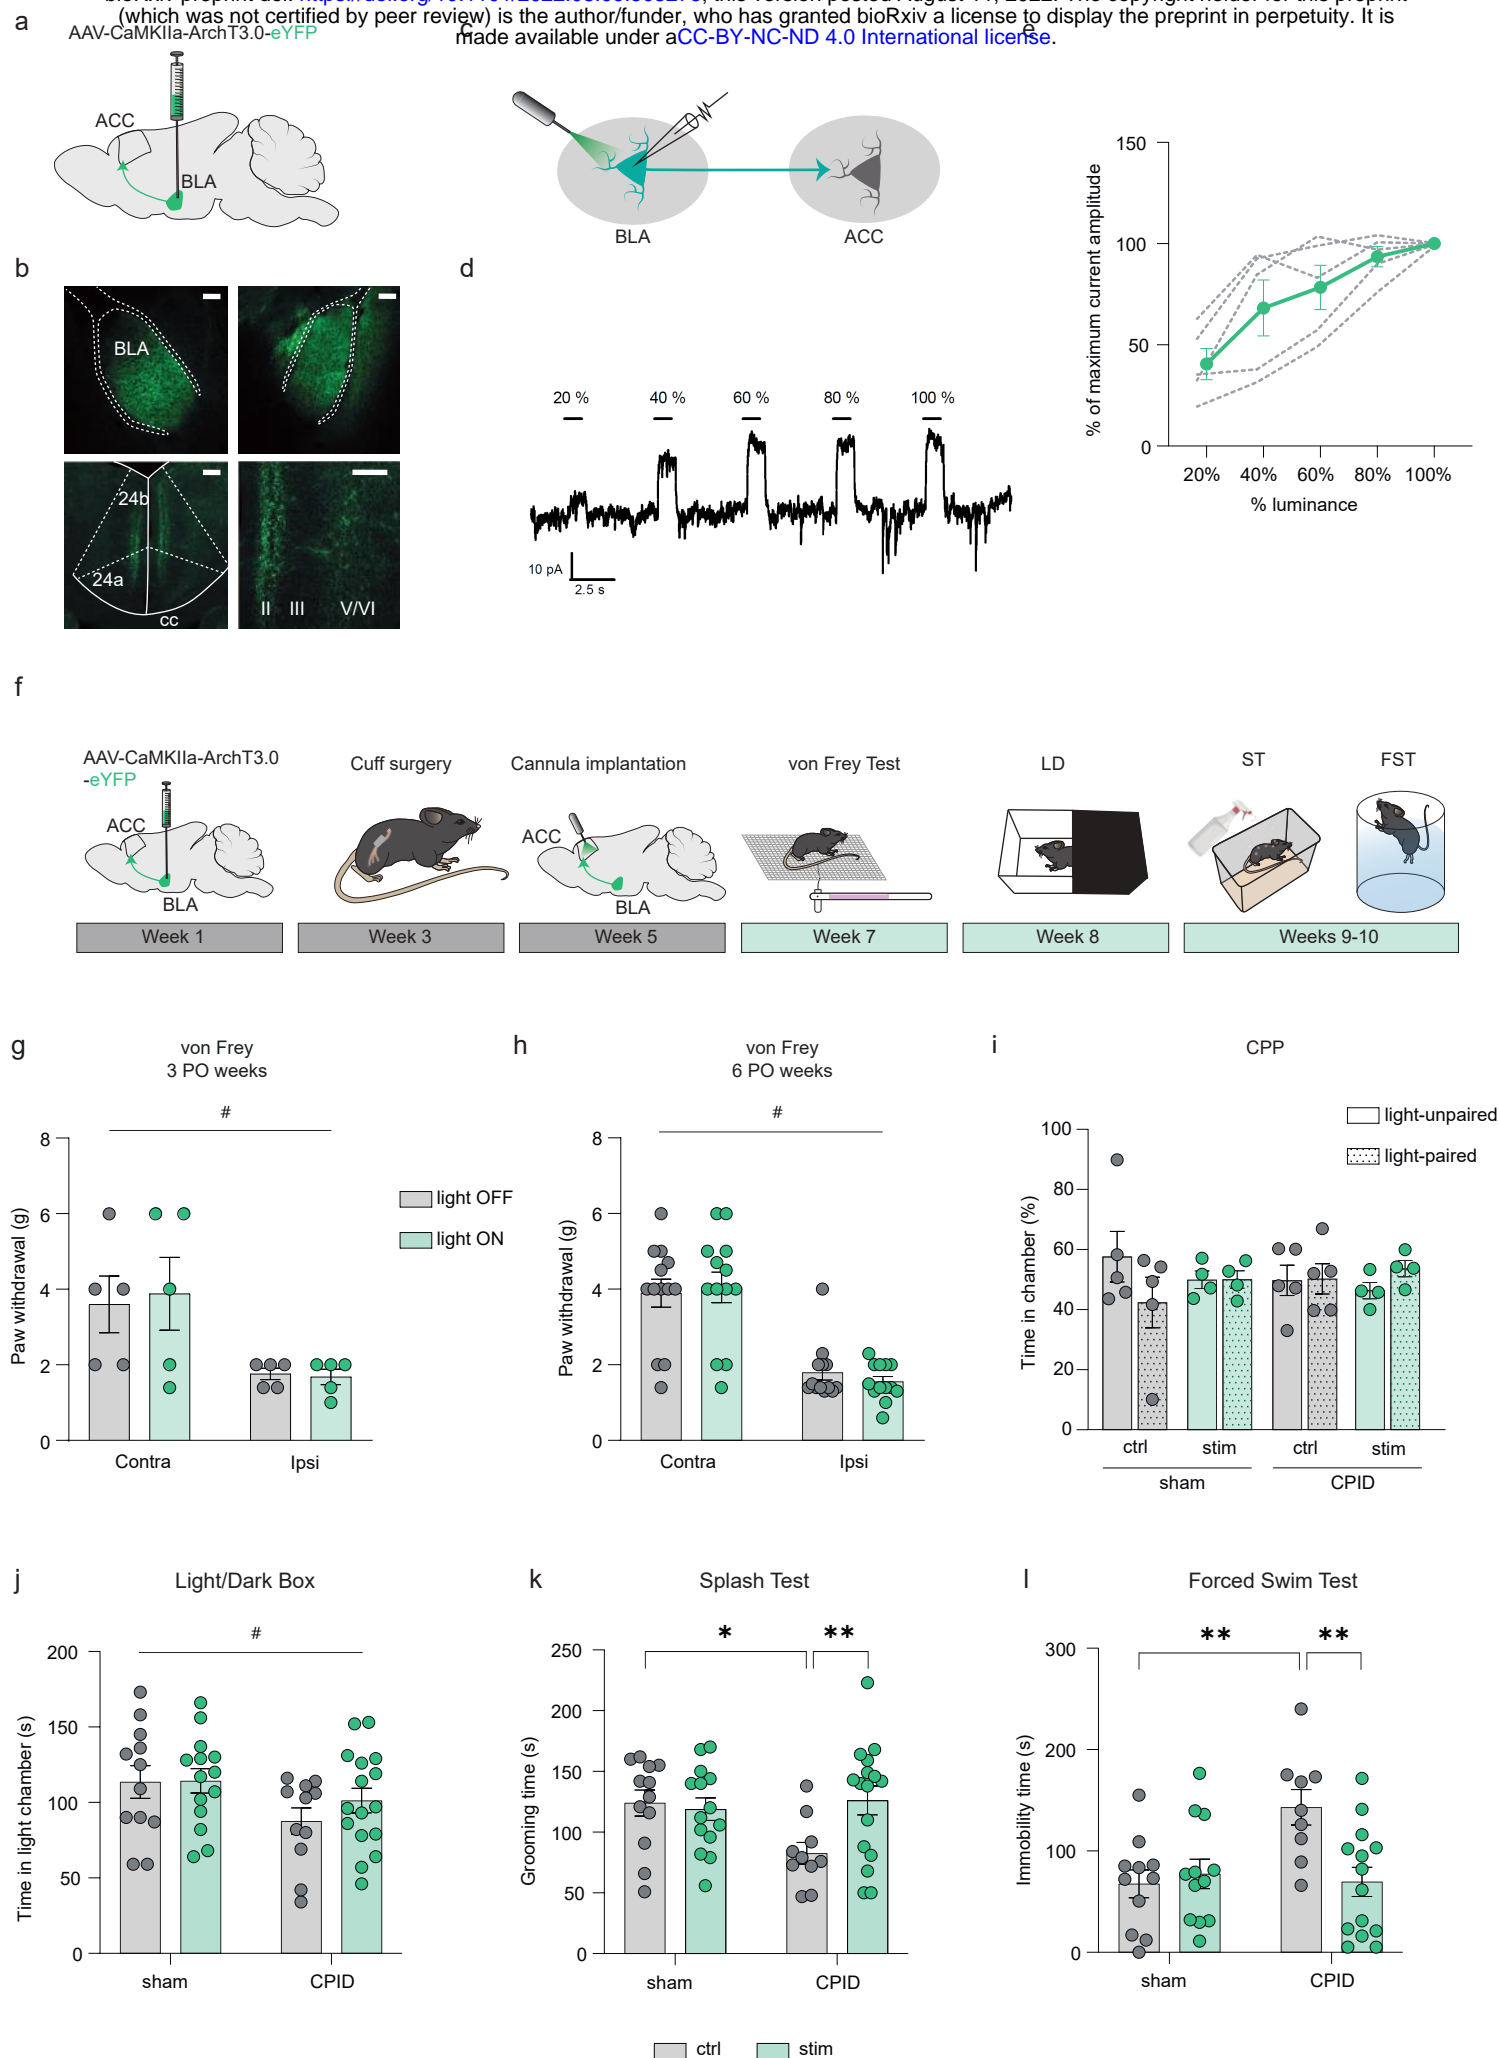 (which was not certified by peer review) is the author/funder, who has granted bioRxiv a license to display the preprint in perpetuity. It is
made available under aCC-BY-NC-ND 4.0 International license.
a
AAV-CaMKIIa-ArchT3.0-eYFP
ACC
BLA
c
BLA
ACC
e
150
100
50
0
% of maximum current amplitude
20%
40%
60%
80%
100%
% luminance
b
BLA
24b
24a
cc
II
III
V/VI
d
20 %
40 %
60 %
80 %
100 %
10 pA
2.5 s
f
AAV-CaMKIIa-ArchT3.0
-eYFP
ACC
BLA
Week 1
Cuff surgery
Week 3
Cannula implantation
ACC
BLA
Week 5
von Frey Test
Week 7
LD
Week 8
ST
FST
Weeks 9-10
g
von Frey
3 PO weeks
#
8
6
4
2
0
Paw withdrawal (g)
Contra
Ipsi
light OFF
light ON
h
von Frey
6 PO weeks
#
8
6
4
2
0
Paw withdrawal (g)
Contra
Ipsi
i
CPP
light-unpaired
light-paired
100
80
60
40
20
0
Time in chamber (%)
ctrl
stim
ctrl
stim
sham
CPID
j
Light/Dark Box
#
200
150
100
50
0
Time in light chamber (s)
sham
CPID
k
Splash Test
*
**
250
200
150
100
50
0
Grooming time (s)
sham
CPID
l
Forced Swim Test
**
**
300
200
100
0
Immobility time (s)
sham
CPID
ctrl
stim